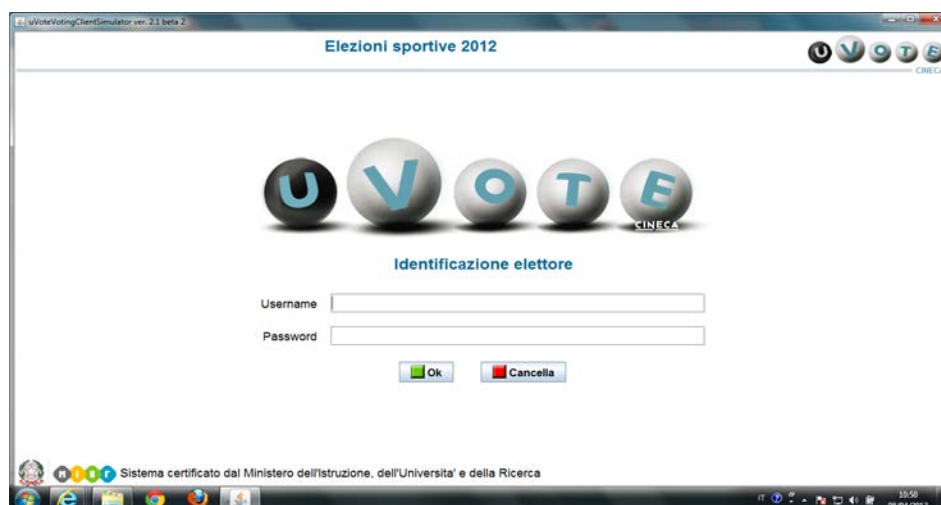 uVoteVotingClientSimulator ver. 2.1 beta 2
Elezioni sportive 2012
U V O T E
CINECA
U V O T E
CINECA
Identificazione elettore
Username
Password
Ok Cancella
Sistema certificato dal Ministero dell'Istruzione, dell'Universita' e della Ricerca
IT
10:50